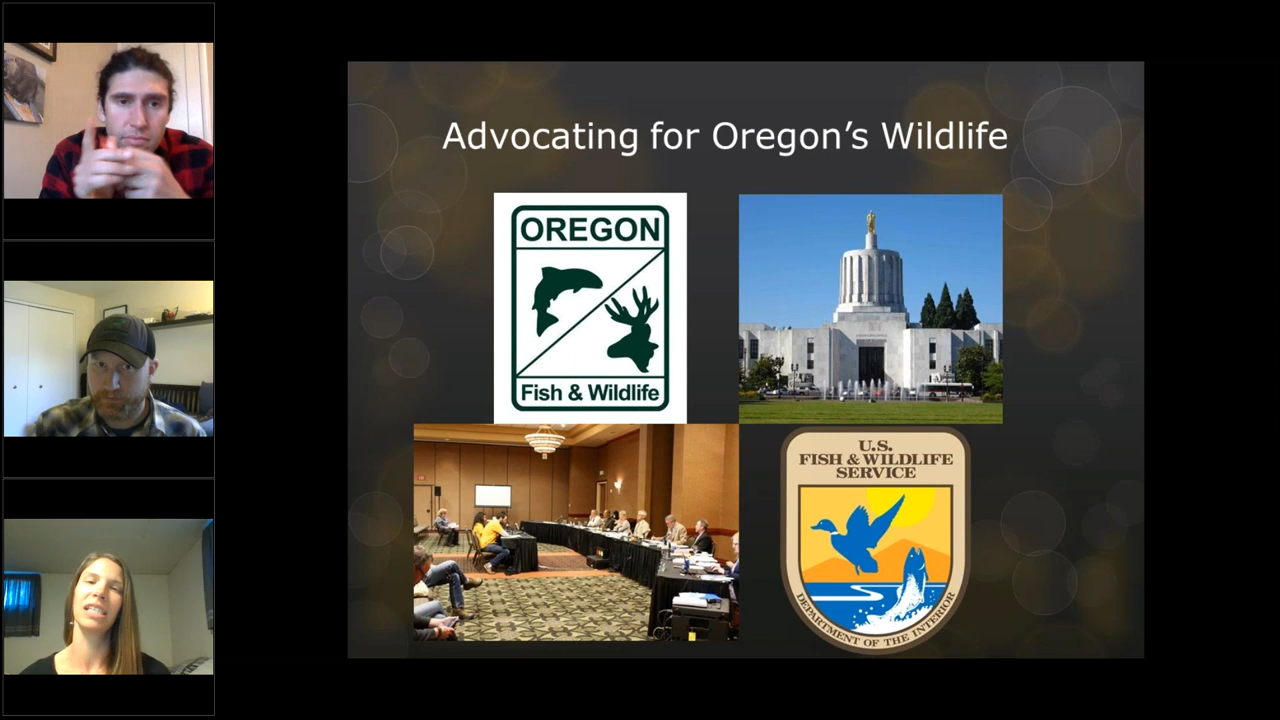 Advocating for Oregon’s Wildlife
OREGON
Fish & Wildlife
U.S.
FISH & WILDLIFE
SERVICE
DEPARTMENT OF THE INTERIOR